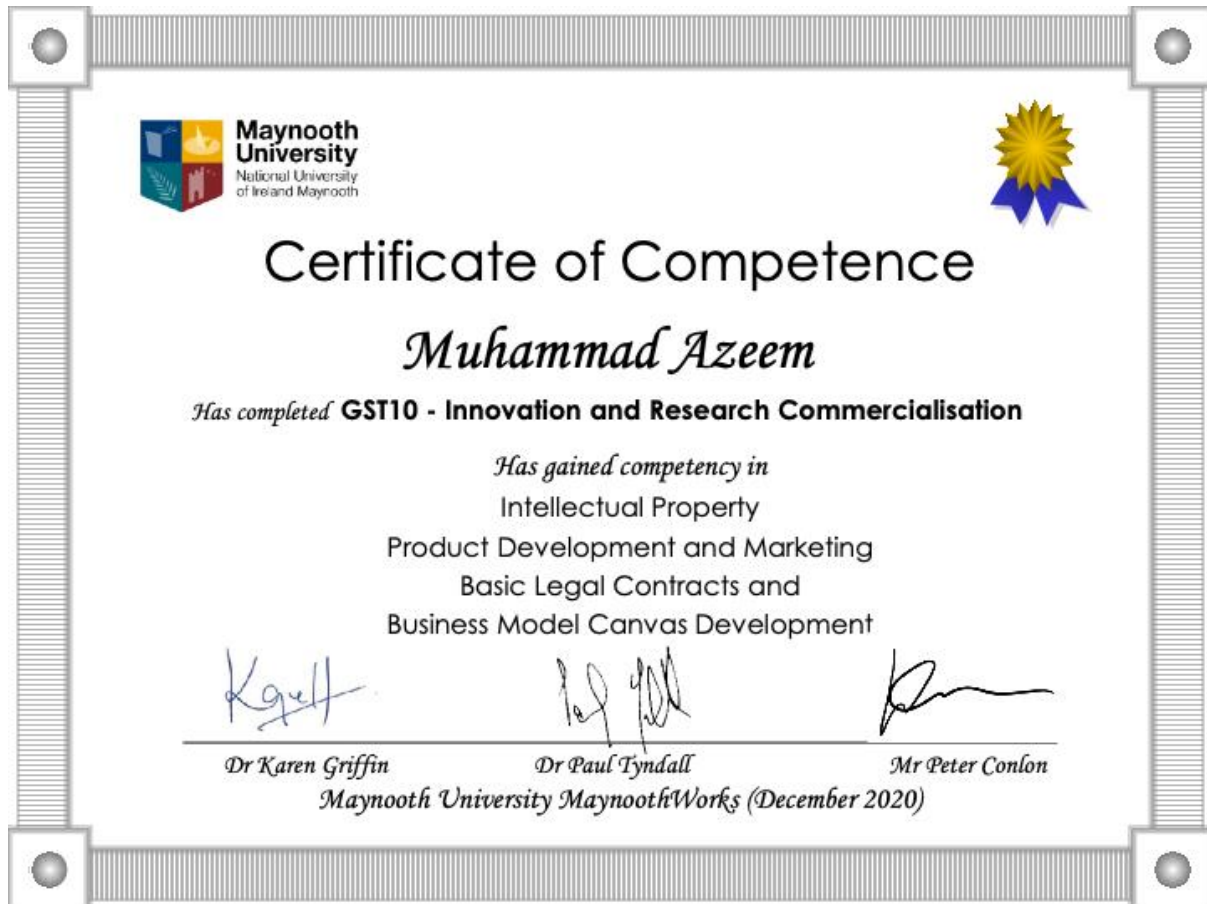 Maynooth
University
National University
of Ireland Maynooth
Certificate of Competence
Muhammad Azeem
Has completed GST10 - Innovation and Research Commercialisation
Has gained competency in
Intellectual Property
Product Development and Marketing
Basic Legal Contracts and
Business Model Canvas Development
Dr Karen Griffin Dr Paul Tyndall Mr Peter Conlon
Maynooth University MaynoothWorks (December 2020)